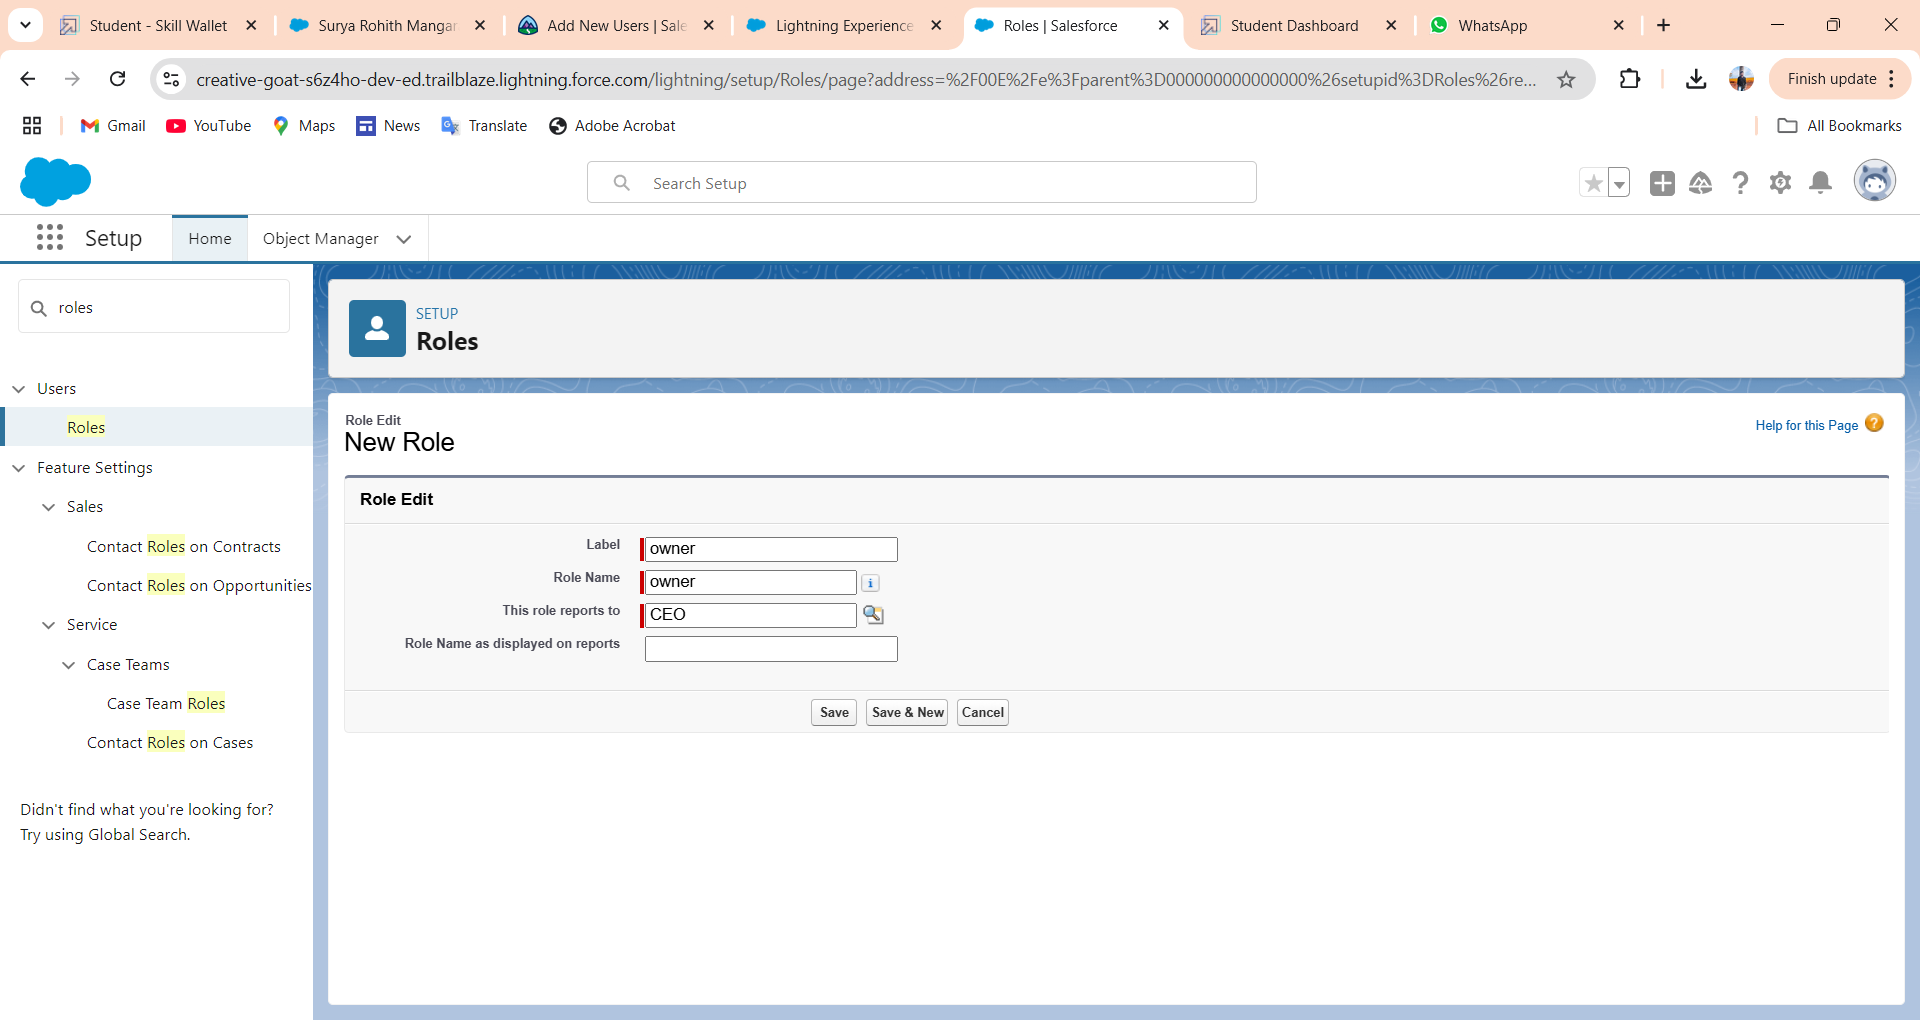 Student - Skill Wallet
Surya Rohith Mangar
Add New Users | Sale
Lightning Experience
Roles | Salesforce
Student Dashboard
WhatsApp
creative-goat-s6z4ho-dev-ed.trailblaze.lightning.force.com/lightning/setup/Roles/page?address=%2F00E%2Fe%3Fparent%3D000000000000000%26setupid%3DRoles%26re...
Finish update
Gmail
YouTube
Maps
News
Translate
Adobe Acrobat
All Bookmarks
Search Setup
Setup
Home
Object Manager
roles
Users
Roles
Feature Settings
Sales
Contact Roles on Contracts
Contact Roles on Opportunities
Service
Case Teams
Case Team Roles
Contact Roles on Cases
Didn't find what you're looking for?
Try using Global Search.
SETUP
Roles
Role Edit
New Role
Help for this Page
Role Edit
Label owner
Role Name owner
This role reports to CEO
Role Name as displayed on reports
Save
Save & New
Cancel